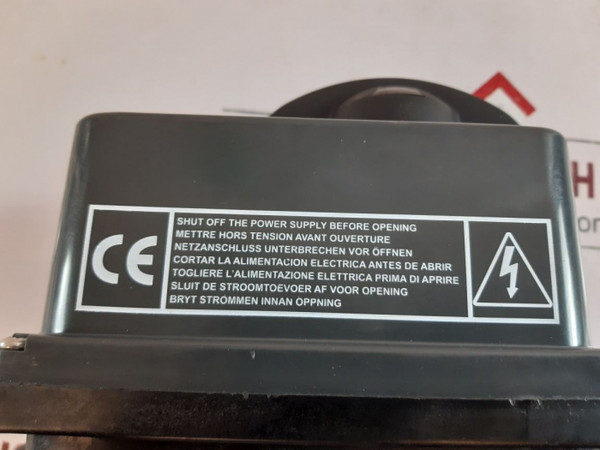 CE
SHUT OFF THE POWER SUPPLY BEFORE OPENING
METTRE HORS TENSION AVANT OUVERTURE
NETZANSCHLUSS UNTERBRECHEN VOR ÖFFNEN
CORTAR LA ALIMENTACION ELECTRICA ANTES DE ABRIR
TOGLIERE L'ALIMENTAZIONE ELETTRICA PRIMA DI APRIRE
SLUIT DE STROOMTOEVOER AF VOOR OPENING
BRYT STROMMEN INNAN ÖPPNING
H